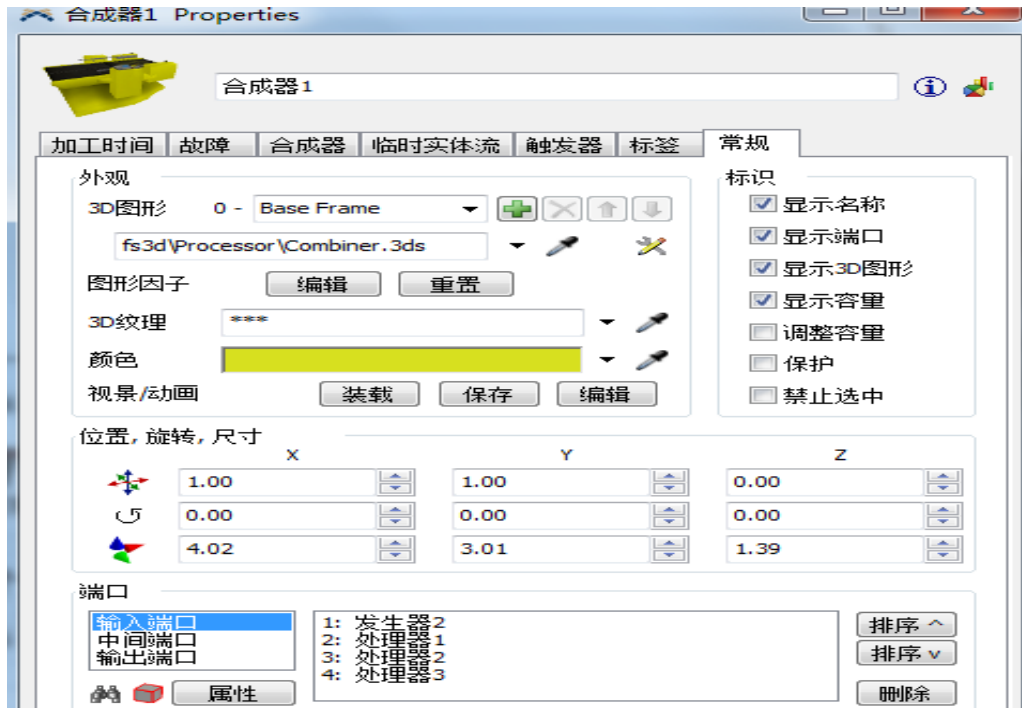 合成器1 Properties
合成器1
加工时间 故障 合成器 临时实体流 触发器 标签 常规
外观
3D图形 0 - Base Frame
fs3d\Processor\Combiner.3ds
图形因子 编辑 重置
3D纹理 ***
颜色
视景/动画 装载 保存 编辑
标识
显示名称
显示端口
显示3D图形
显示容量
调整容量
保护
禁止选中
位置, 旋转, 尺寸
X Y Z
1.00 1.00 0.00
0.00 0.00 0.00
4.02 3.01 1.39
端口
输入端口
中间端口
输出端口
属性
1: 发生器2
2: 处理器1
3: 处理器2
4: 处理器3
排序 ^
排序 v
删除